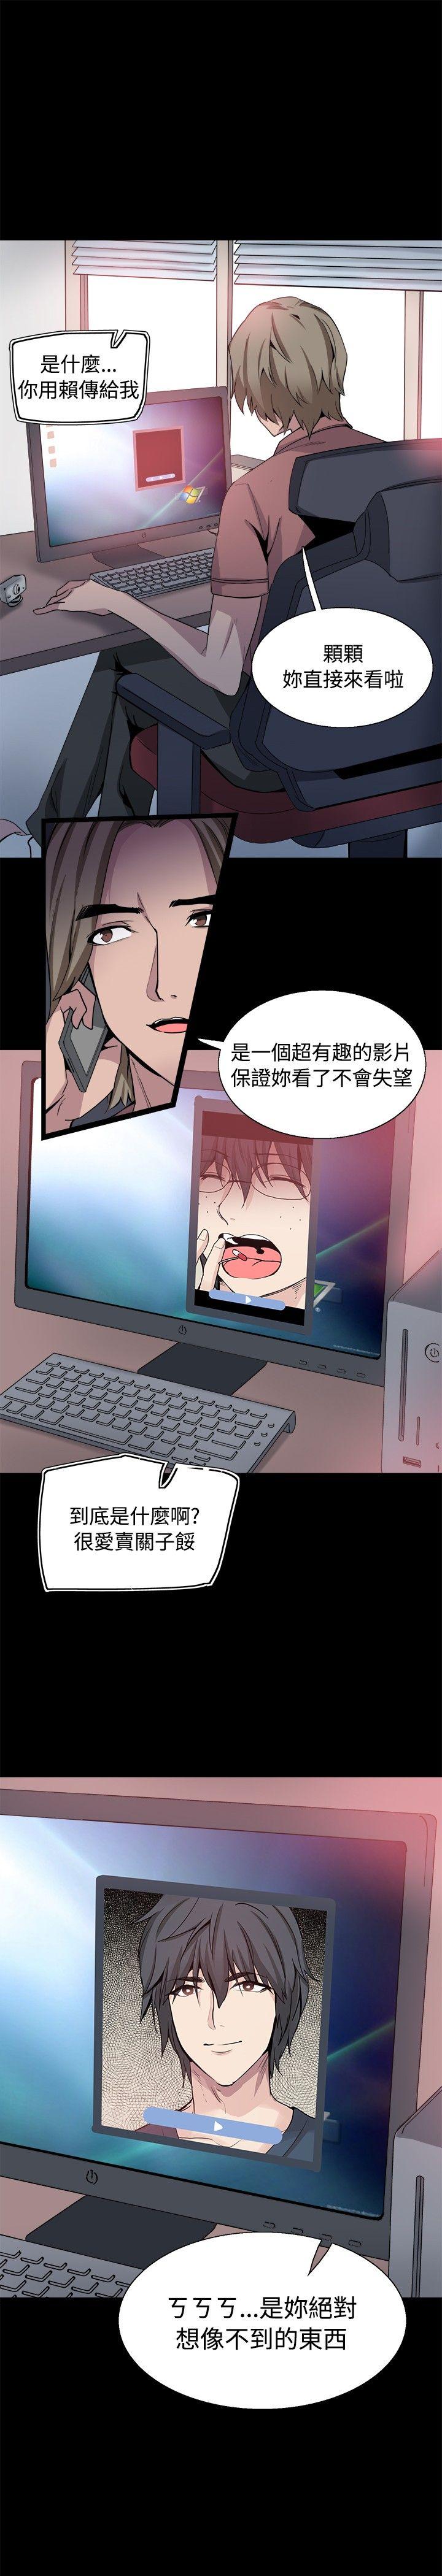 是什麼...
你用賴傳給我
顆顆
妳直接來看啦
是一個超有趣的影片
保證妳看了不會失望
到底是什麼啊?
很愛賣關子餒
ㄎㄎㄎ...是妳絕對
想像不到的東西